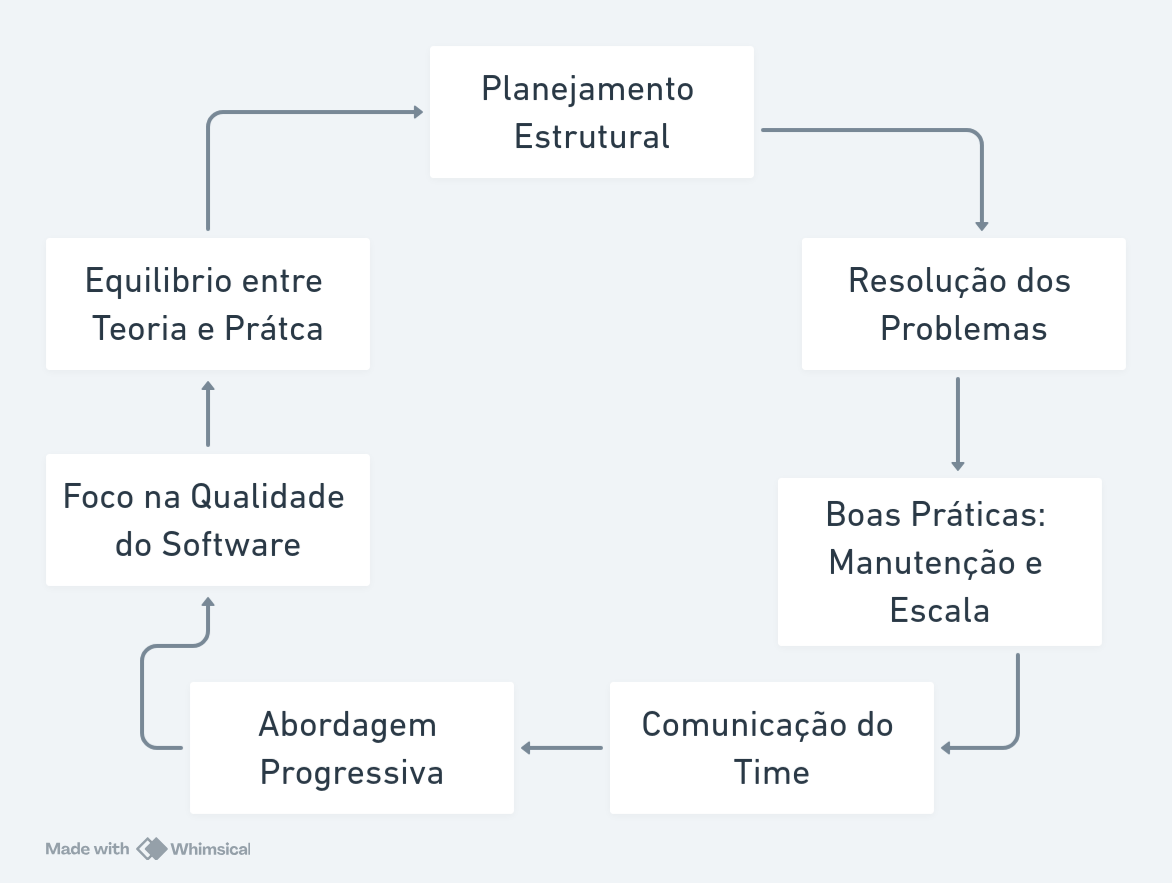 Planejamento
Estrutural
Resolução dos
Problemas
Boas Práticas:
Manutenção e
Escala
Comunicação do
Time
Abordagem
Progressiva
Foco na Qualidade
do Software
Equilibrio entre
Teoria e Prátca
Made with Whimsical